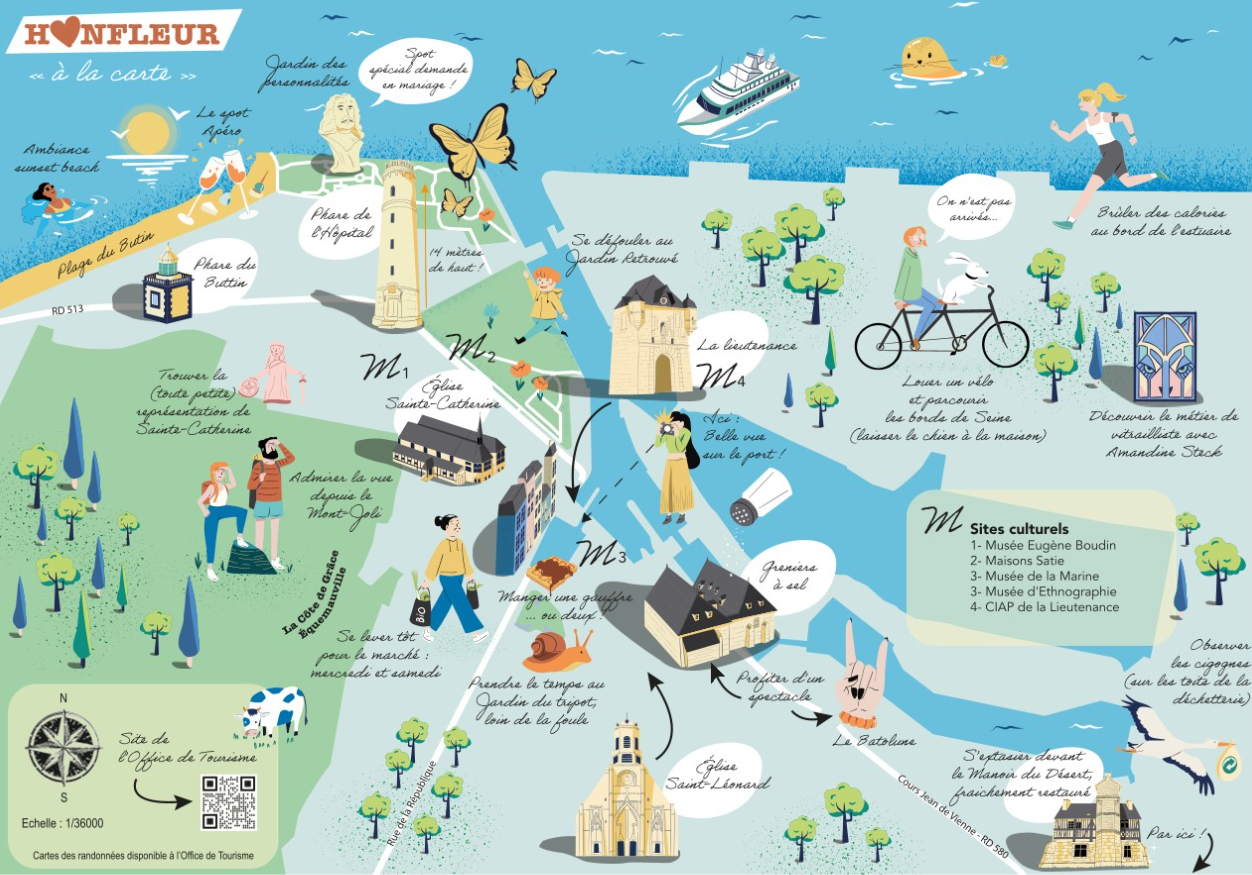 HONFLEUR
« à la carte »
Jardin des
personnalités
Spot
spécial demande
en mariage !
Le spot
Apéro
Ambiance
sunset beach
Plage du Butin
Phare du
Buttin
RD 513
Phare de
l'Hôpital
14 mètres
de haut !
Se défouler au
Jardin Retrouvé
On n'est pas
arrivés...
Brûler des calories
au bord de l'estuaire
La lieutenance
M4
M1
M2
Église
Sainte-Catherine
Trouver la
(toute petite)
représentation de
Sainte-Catherine
Admirer la vue
depuis le
Mont-Joli
La Côte de Grâce
Équemauville
Ici :
Belle vue
sur le port !
Louer un vélo
et parcourir
les bords de Seine
(laisser le chien à la maison)
Découvrir le métier de
vitrailliste avec
Amandine Steck
M Sites culturels
1- Musée Eugène Boudin
2- Maisons Satie
3- Musée de la Marine
3- Musée d'Ethnographie
4- CIAP de la Lieutenance
M3
Manger une gauffre
... ou deux !
Greniers
à sel
BIO
Se lever tôt
pour le marché :
mercredi et samedi
Prendre le temps au
Jardin du tripot,
loin de la foule
Profiter d'un
spectacle
Le Batolune
Observer
les cigognes
(sur les toits de la
déchetterie)
Église
Saint-Léonard
Rue de la République
Cours Jean de Vienne - RD 580
S'extasier devant
le Manoir du Désert,
fraichement restauré
Par ici !
N
S
Site de
l'Office de Tourisme
Echelle : 1/36000
Cartes des randonnées disponible à l'Office de Tourisme